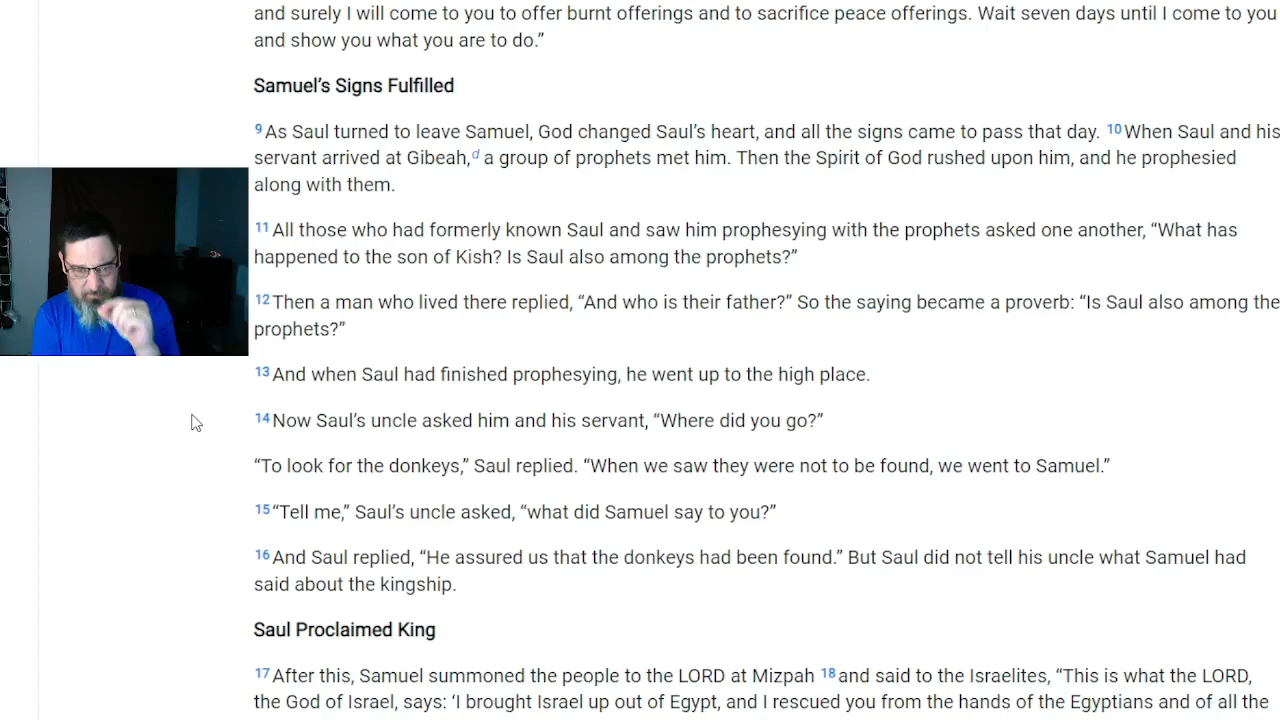 and surely I will come to you to offer burnt offerings and to sacrifice peace offerings. Wait seven days until I come to you
and show you what you are to do.”
Samuel’s Signs Fulfilled
9 As Saul turned to leave Samuel, God changed Saul’s heart, and all the signs came to pass that day. 10 When Saul and his
servant arrived at Gibeah,d a group of prophets met him. Then the Spirit of God rushed upon him, and he prophesied
along with them.
11 All those who had formerly known Saul and saw him prophesying with the prophets asked one another, “What has
happened to the son of Kish? Is Saul also among the prophets?”
12 Then a man who lived there replied, “And who is their father?” So the saying became a proverb: “Is Saul also among the
prophets?”
13 And when Saul had finished prophesying, he went up to the high place.
14 Now Saul’s uncle asked him and his servant, “Where did you go?”
“To look for the donkeys,” Saul replied. “When we saw they were not to be found, we went to Samuel.”
15 “Tell me,” Saul’s uncle asked, “what did Samuel say to you?”
16 And Saul replied, “He assured us that the donkeys had been found.” But Saul did not tell his uncle what Samuel had
said about the kingship.
Saul Proclaimed King
17 After this, Samuel summoned the people to the LORD at Mizpah 18 and said to the Israelites, “This is what the LORD,
the God of Israel, says: ‘I brought Israel up out of Egypt, and I rescued you from the hands of the Egyptians and of all the